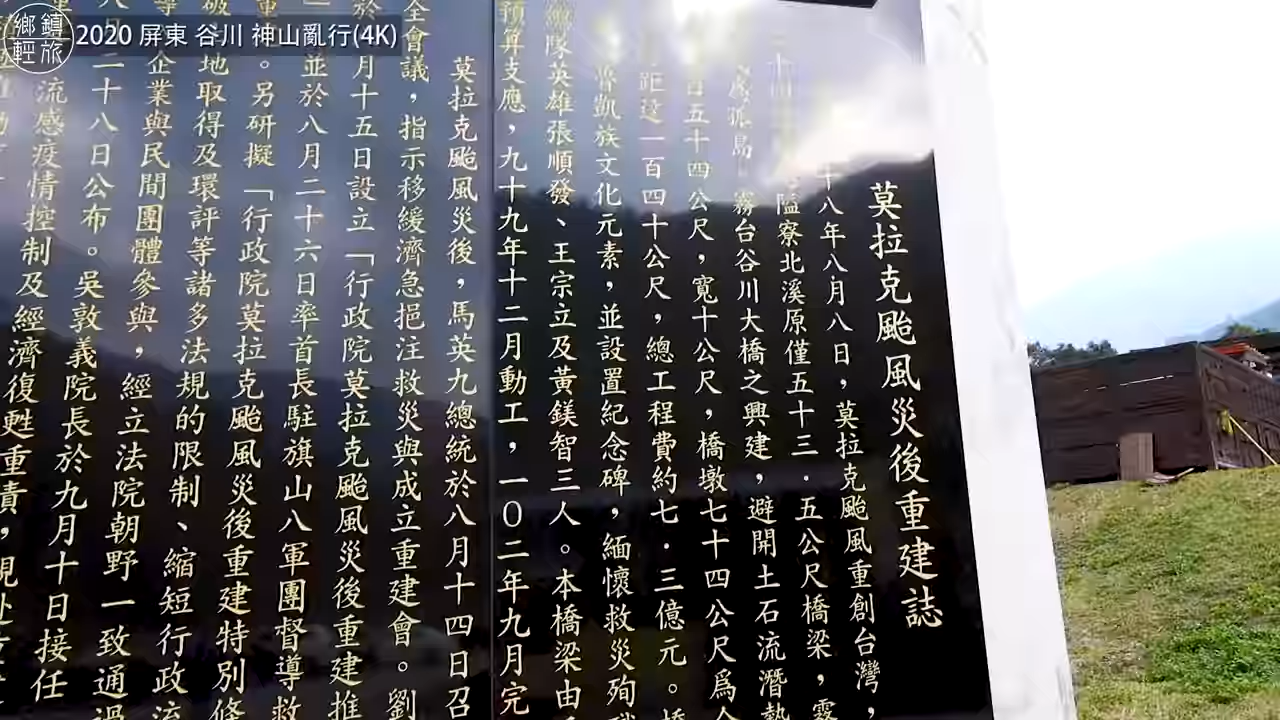 鄉鎮
輕旅
2020 屏東 谷川 神山亂行(4K)
莫拉克颱風災後重建誌
十八年八月八日，莫拉克颱風重創台灣，
隘寮北溪原僅五十三．五公尺橋梁，霧
成孤島。霧台谷川大橋之興建，避開土石流潛勢
五十四公尺，寬十公尺，橋墩七十四公尺為全
距達一百四十公尺，總工程費約七．三億元。橋
魯凱族文化元素，並設置紀念碑，緬懷救災殉
隊英雄張順發、王宗立及黃鎂智三人。本橋梁由
預算支應，九十九年十二月動工，一〇二年九月完
莫拉克颱風災後，馬英九總統於八月十四日召
全會議，指示移緩濟急挹注救災與成立重建會。劉
於 月十五日設立「行政院莫拉克颱風災後重建推
」並於八月二十六日率首長駐旗山八軍團督導救
重 。另研擬「行政院莫拉克颱風災後重建特別條
破 地取得及環評等諸多法規的限制、縮短行政流
等 企業與民間團體參與，經立法院朝野一致通過
八月二十八日公布。吳敦義院長於九月十日接任
流感疫情控制及經濟復甦重責，